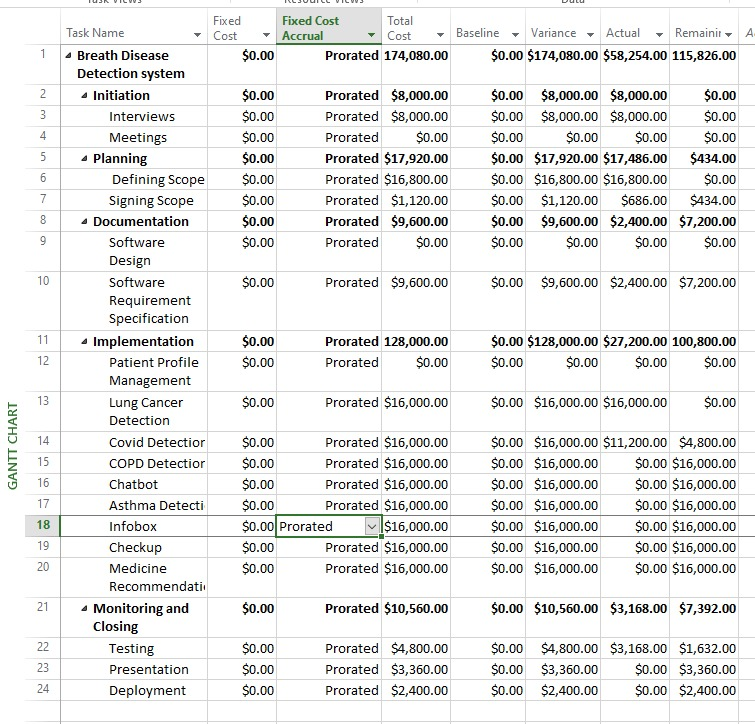 Task Views Resource Views Data
Fixed Fixed Cost Total
Task Name Cost Accrual Cost Baseline Variance Actual Remainin
1 Breath Disease $0.00 Prorated 174,080.00 $0.00 $174,080.00 $58,254.00 115,826.00
Detection system
2 Initiation $0.00 Prorated $8,000.00 $0.00 $8,000.00 $8,000.00 $0.00
3 Interviews $0.00 Prorated $8,000.00 $0.00 $8,000.00 $8,000.00 $0.00
4 Meetings $0.00 Prorated $0.00 $0.00 $0.00 $0.00 $0.00
5 Planning $0.00 Prorated $17,920.00 $0.00 $17,920.00 $17,486.00 $434.00
6 Defining Scope $0.00 Prorated $16,800.00 $0.00 $16,800.00 $16,800.00 $0.00
7 Signing Scope $0.00 Prorated $1,120.00 $0.00 $1,120.00 $686.00 $434.00
8 Documentation $0.00 Prorated $9,600.00 $0.00 $9,600.00 $2,400.00 $7,200.00
9 Software $0.00 Prorated $0.00 $0.00 $0.00 $0.00 $0.00
Design
10 Software $0.00 Prorated $9,600.00 $0.00 $9,600.00 $2,400.00 $7,200.00
Requirement
Specification
11 Implementation $0.00 Prorated 128,000.00 $0.00 $128,000.00 $27,200.00 100,800.00
12 Patient Profile $0.00 Prorated $0.00 $0.00 $0.00 $0.00 $0.00
Management
13 Lung Cancer $0.00 Prorated $16,000.00 $0.00 $16,000.00 $16,000.00 $0.00
Detection
14 Covid Detection $0.00 Prorated $16,000.00 $0.00 $16,000.00 $11,200.00 $4,800.00
15 COPD Detection $0.00 Prorated $16,000.00 $0.00 $16,000.00 $0.00 $16,000.00
16 Chatbot $0.00 Prorated $16,000.00 $0.00 $16,000.00 $0.00 $16,000.00
17 Asthma Detecti $0.00 Prorated $16,000.00 $0.00 $16,000.00 $0.00 $16,000.00
18 Infobox $0.00 Prorated $16,000.00 $0.00 $16,000.00 $0.00 $16,000.00
19 Checkup $0.00 Prorated $16,000.00 $0.00 $16,000.00 $0.00 $16,000.00
20 Medicine $0.00 Prorated $16,000.00 $0.00 $16,000.00 $0.00 $16,000.00
Recommendati
21 Monitoring and $0.00 Prorated $10,560.00 $0.00 $10,560.00 $3,168.00 $7,392.00
Closing
22 Testing $0.00 Prorated $4,800.00 $0.00 $4,800.00 $3,168.00 $1,632.00
23 Presentation $0.00 Prorated $3,360.00 $0.00 $3,360.00 $0.00 $3,360.00
24 Deployment $0.00 Prorated $2,400.00 $0.00 $2,400.00 $0.00 $2,400.00
GANTT CHART